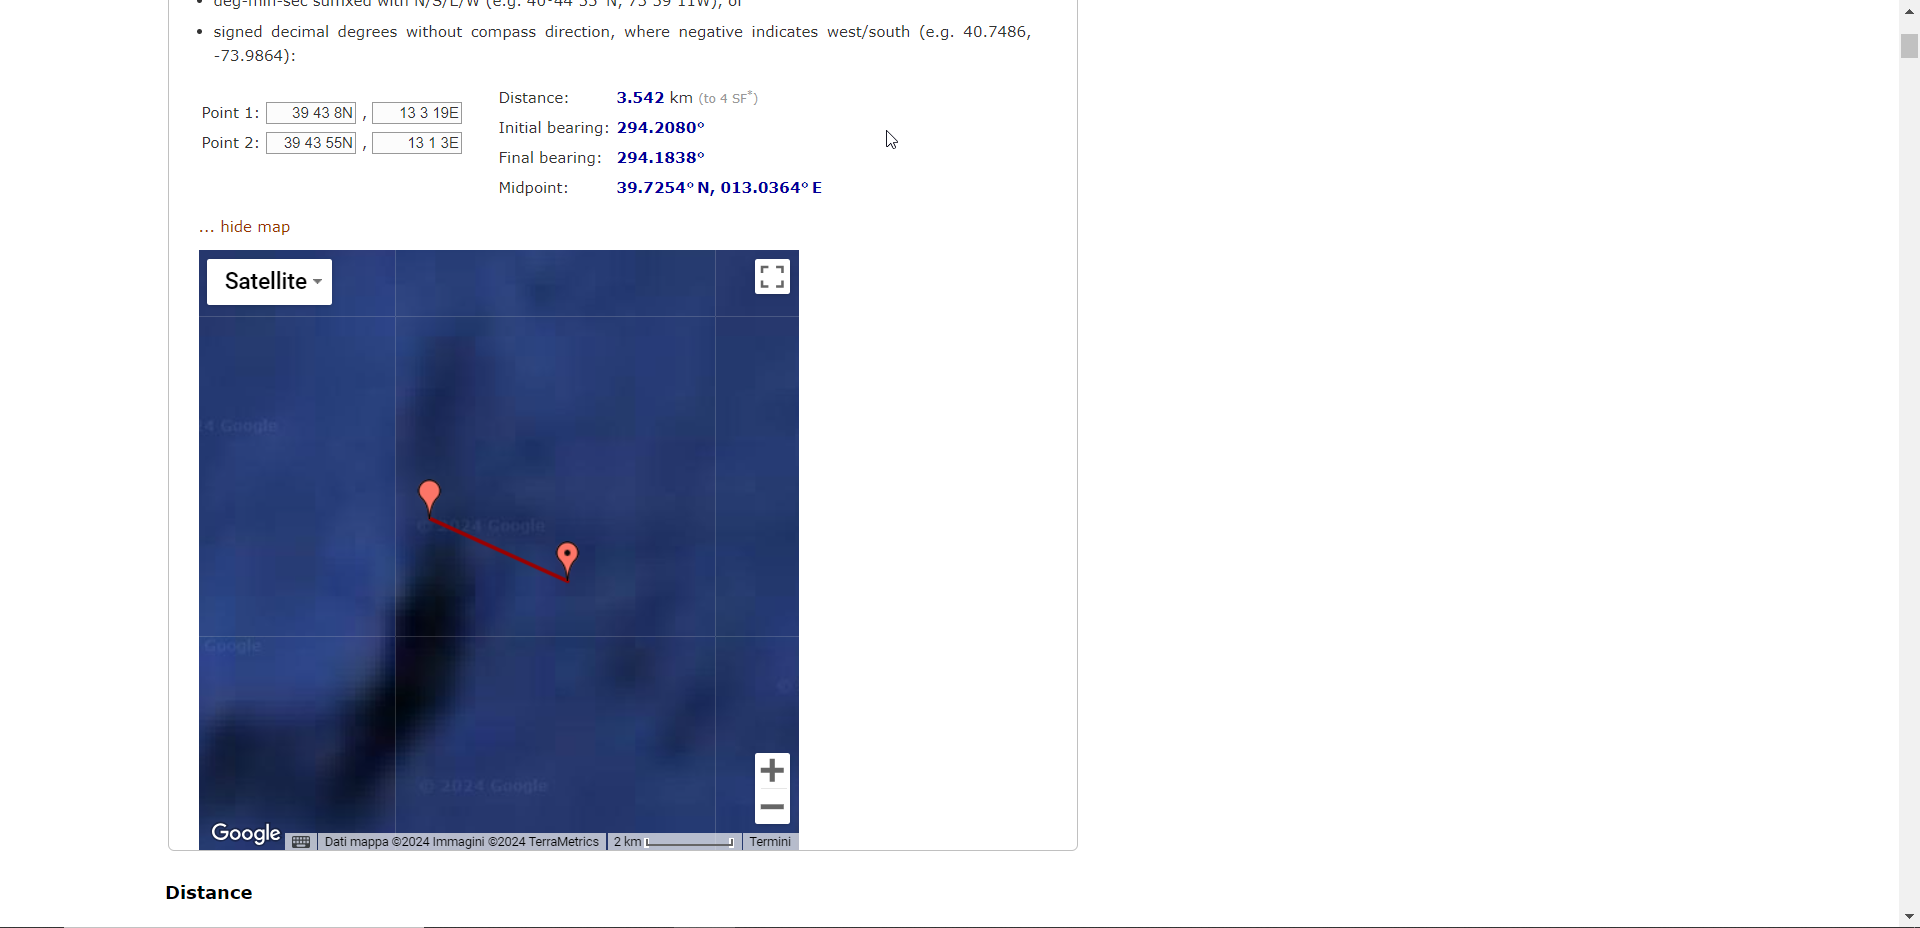 deg-min-sec suffixed with N/S/E/W (e.g. 40°44′55″N, 73 59 11W), or
• signed decimal degrees without compass direction, where negative indicates west/south (e.g. 40.7486,
-73.9864):
Point 1: 39 43 8N , 13 3 19E
Point 2: 39 43 55N , 13 1 3E
Distance: 3.542 km (to 4 SF*)
Initial bearing: 294.2080°
Final bearing: 294.1838°
Midpoint: 39.7254° N, 013.0364° E
... hide map
Satellite
4 Google
© 2024 Google
Google
© 2024 Google
Google
Dati mappa ©2024 Immagini ©2024 TerraMetrics
2 km
Termini
Distance